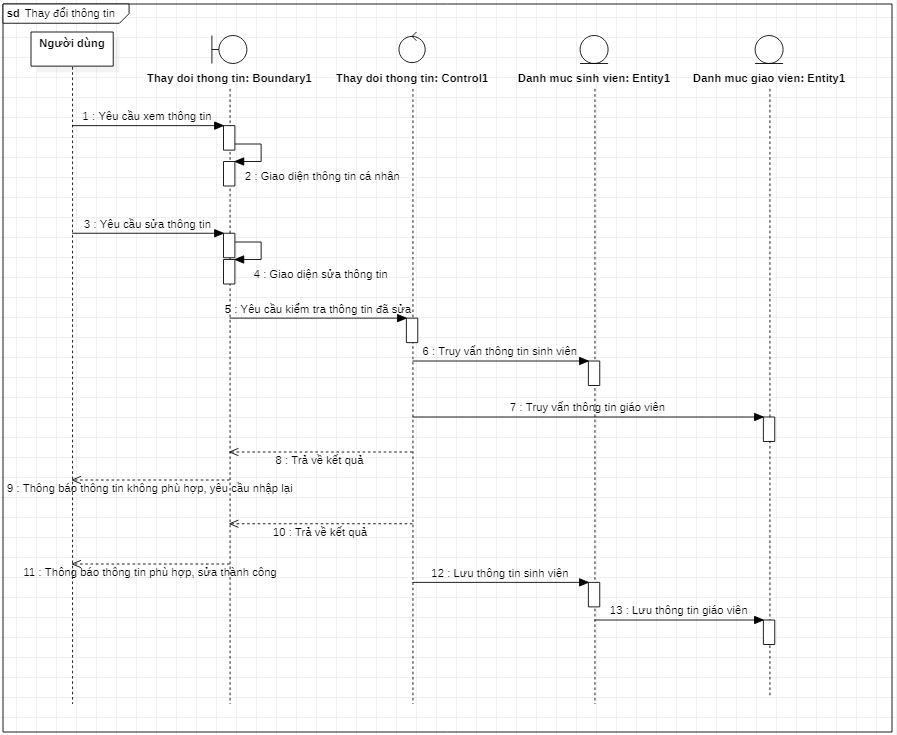 sd Thay đổi thông tin
Người dùng
Thay doi thong tin: Boundary1
Thay doi thong tin: Control1
Danh muc sinh vien: Entity1
Danh muc giao vien: Entity1
1 : Yêu cầu xem thông tin
2 : Giao diện thông tin cá nhân
3 : Yêu cầu sửa thông tin
4 : Giao diện sửa thông tin
5 : Yêu cầu kiểm tra thông tin đã sửa
6 : Truy vấn thông tin sinh viên
7 : Truy vấn thông tin giáo viên
8 : Trả về kết quả
9 : Thông báo thông tin không phù hợp, yêu cầu nhập lại
10 : Trả về kết quả
11 : Thông báo thông tin phù hợp, sửa thành công
12 : Lưu thông tin sinh viên
13 : Lưu thông tin giáo viên